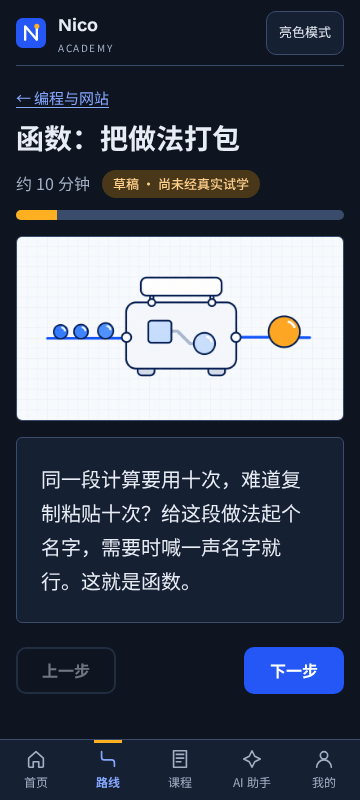 Nico
ACADEMY
亮色模式
← 编程与网站
函数：把做法打包
约 10 分钟
草稿 · 尚未经真实试学
同一段计算要用十次，难道复
制粘贴十次？给这段做法起个
名字，需要时喊一声名字就
行。这就是函数。
上一步
下一步
首页
路线
课程
AI 助手
我的